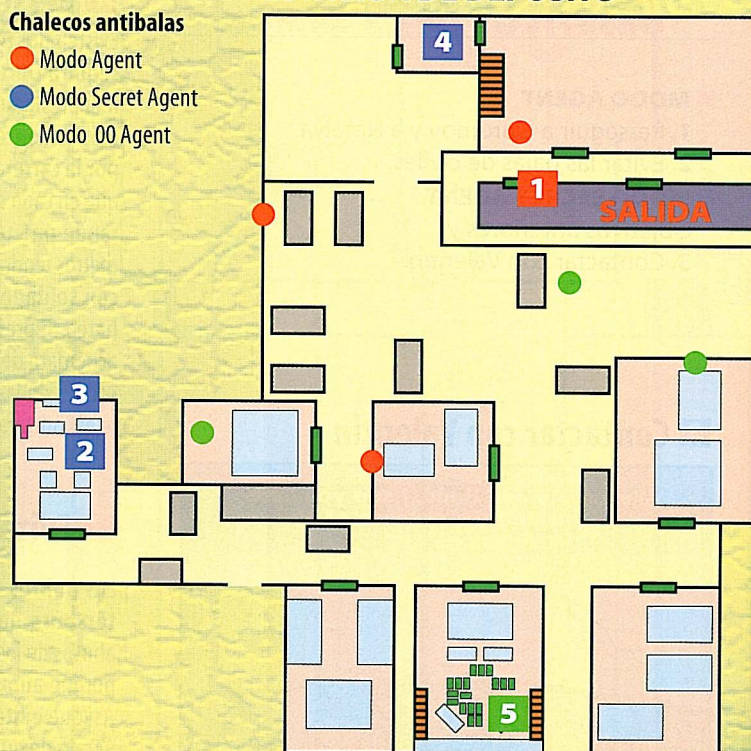 Chalecos antibalas
Modo Agent
Modo Secret Agent
Modo 00 Agent
4
1
SALIDA
3
2
5